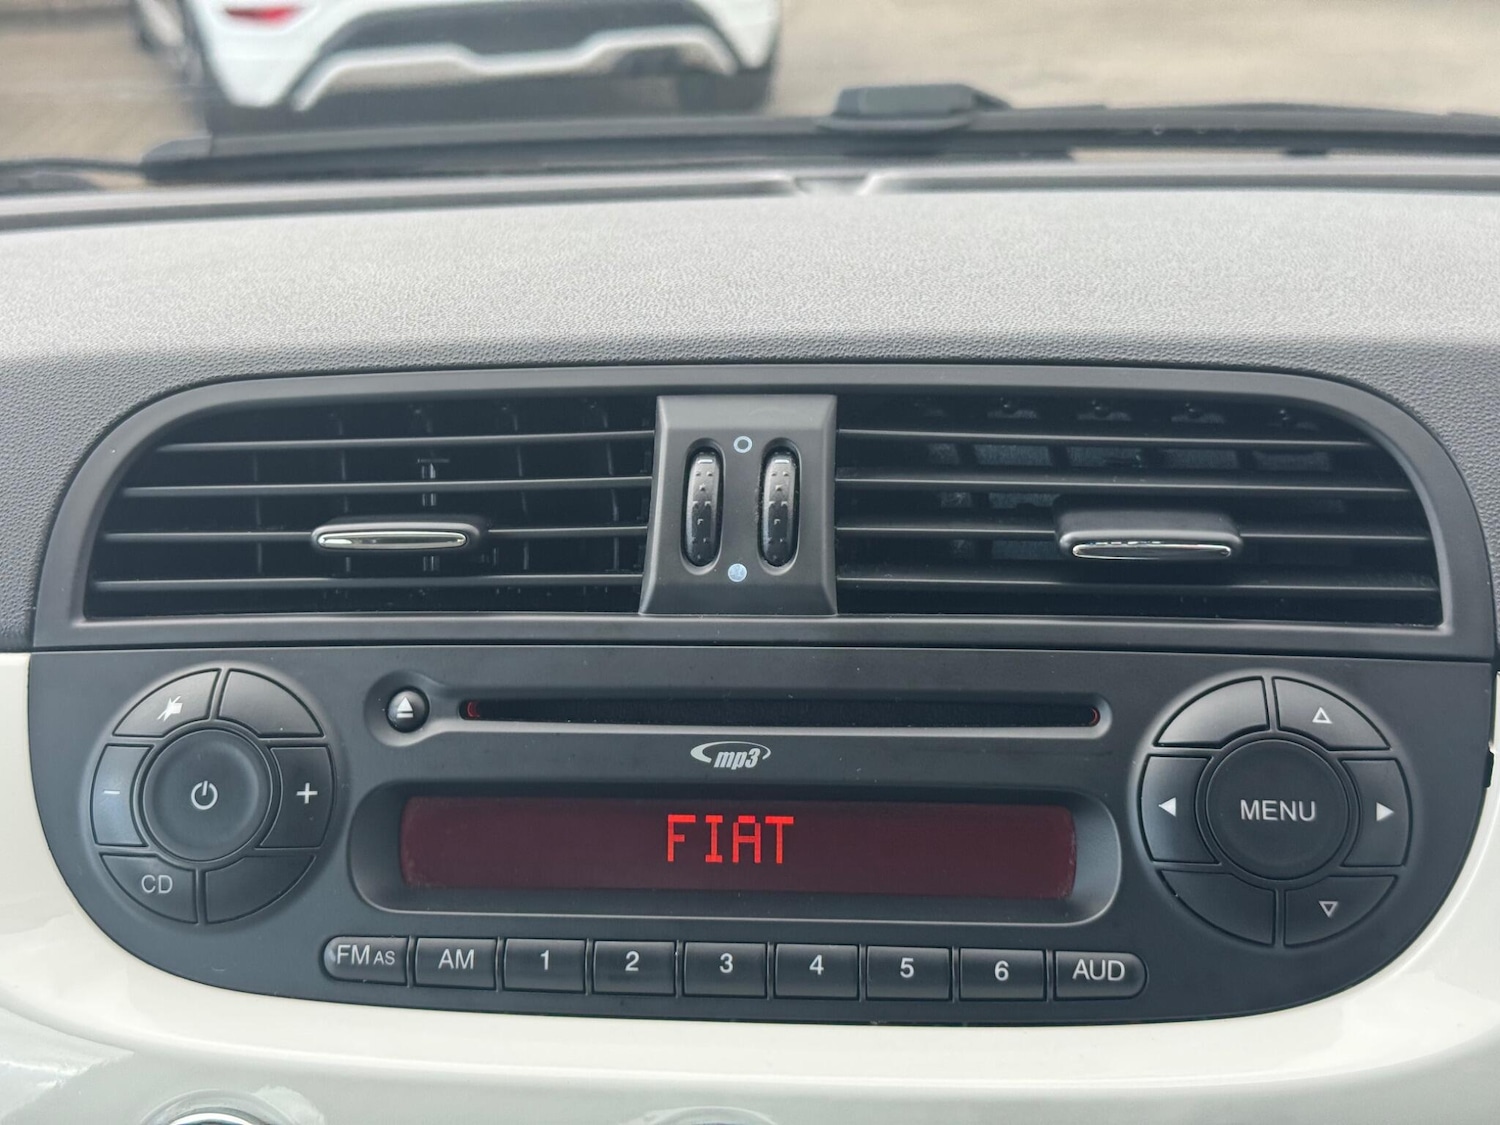 mp3
FIAT
− +
CD
MENU
FM AS AM 1 2 3 4 5 6 AUD